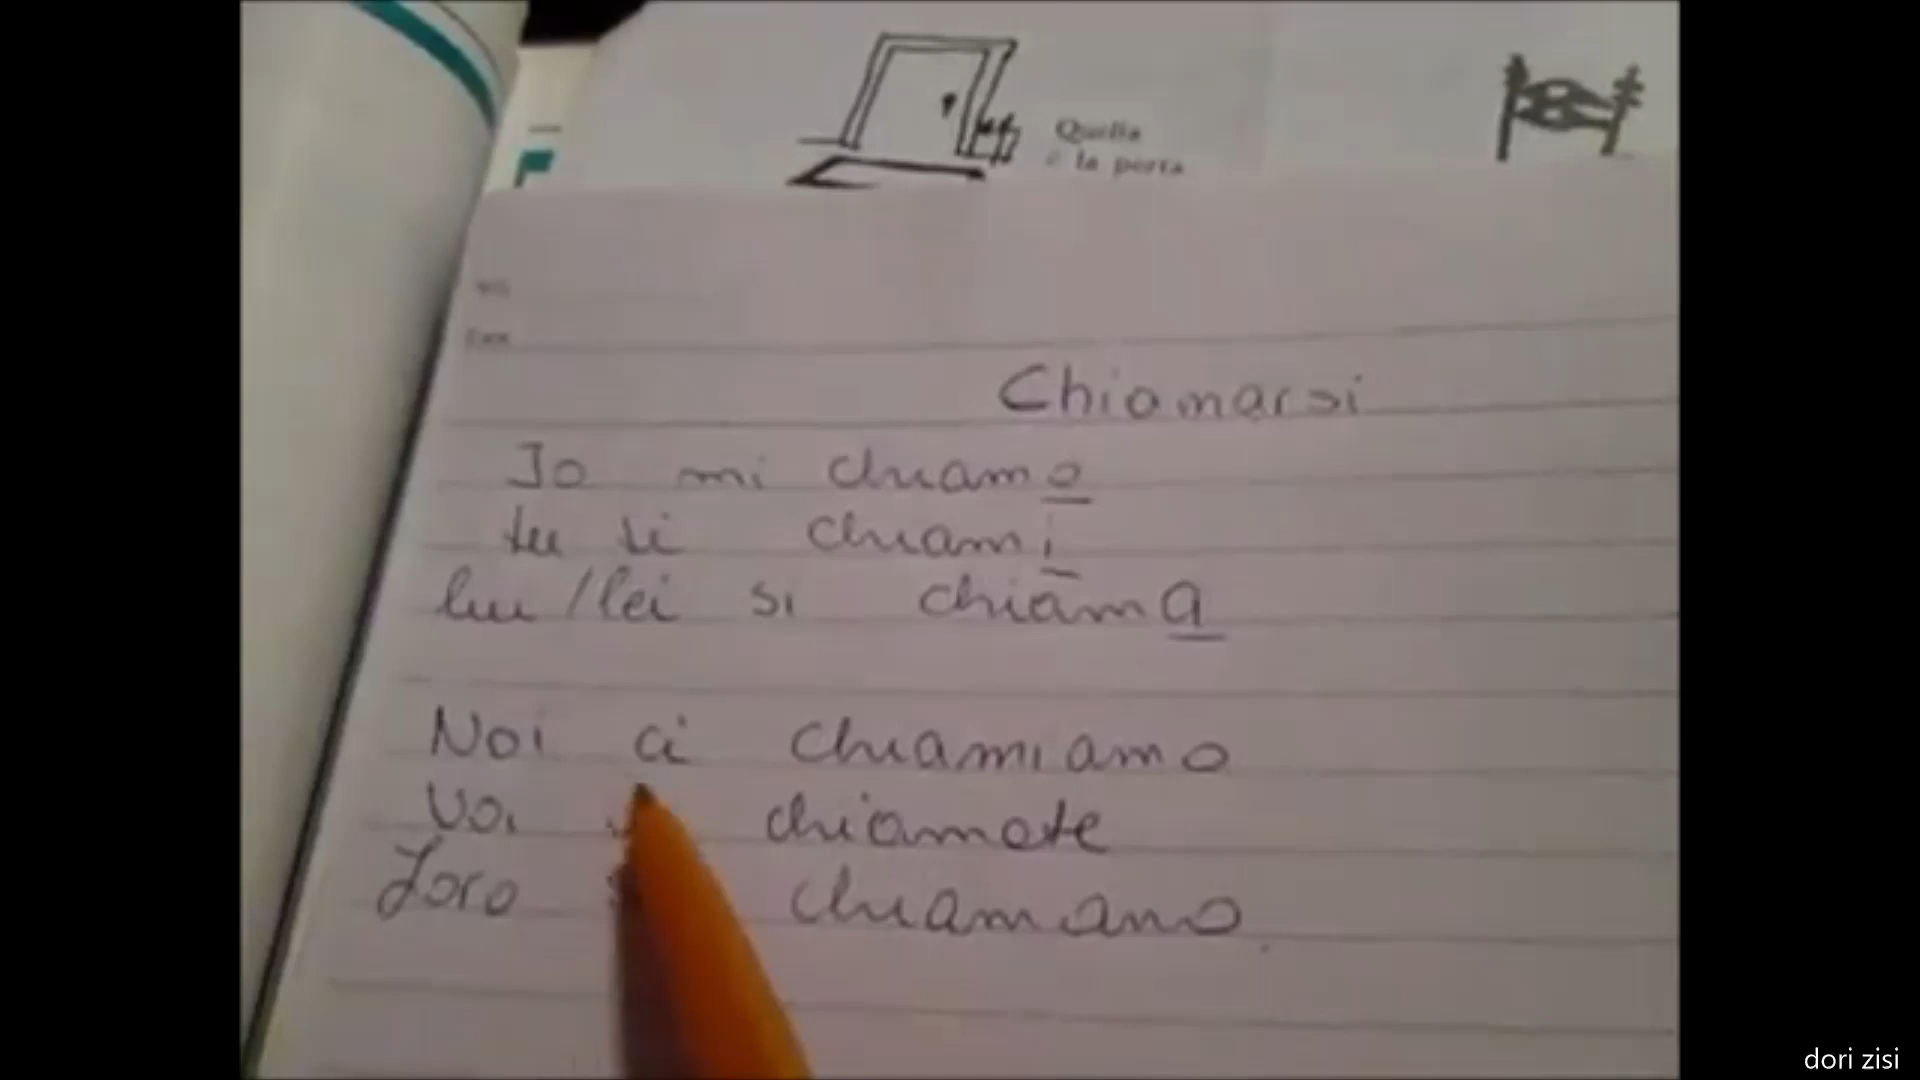 Quella
è la porta
Chiamarsi
Io mi chiamo
tu ti chiami
lui/lei si chiama
Noi ci chiamiamo
Voi chiamate
Loro chiamano.
dori zisi